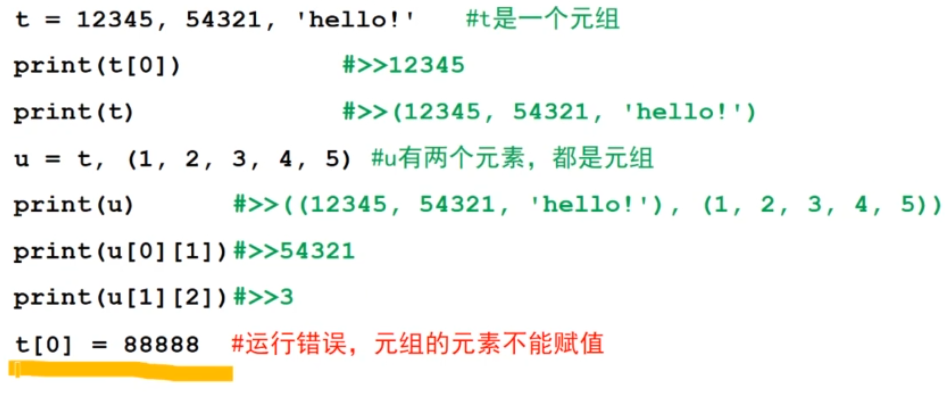 t = 12345, 54321, 'hello!' #t是一个元组
print(t[0]) #>>12345
print(t) #>>(12345, 54321, 'hello!')
u = t, (1, 2, 3, 4, 5) #u有两个元素，都是元组
print(u) #>>((12345, 54321, 'hello!'), (1, 2, 3, 4, 5))
print(u[0][1])#>>54321
print(u[1][2])#>>3
t[0] = 88888 #运行错误，元组的元素不能赋值